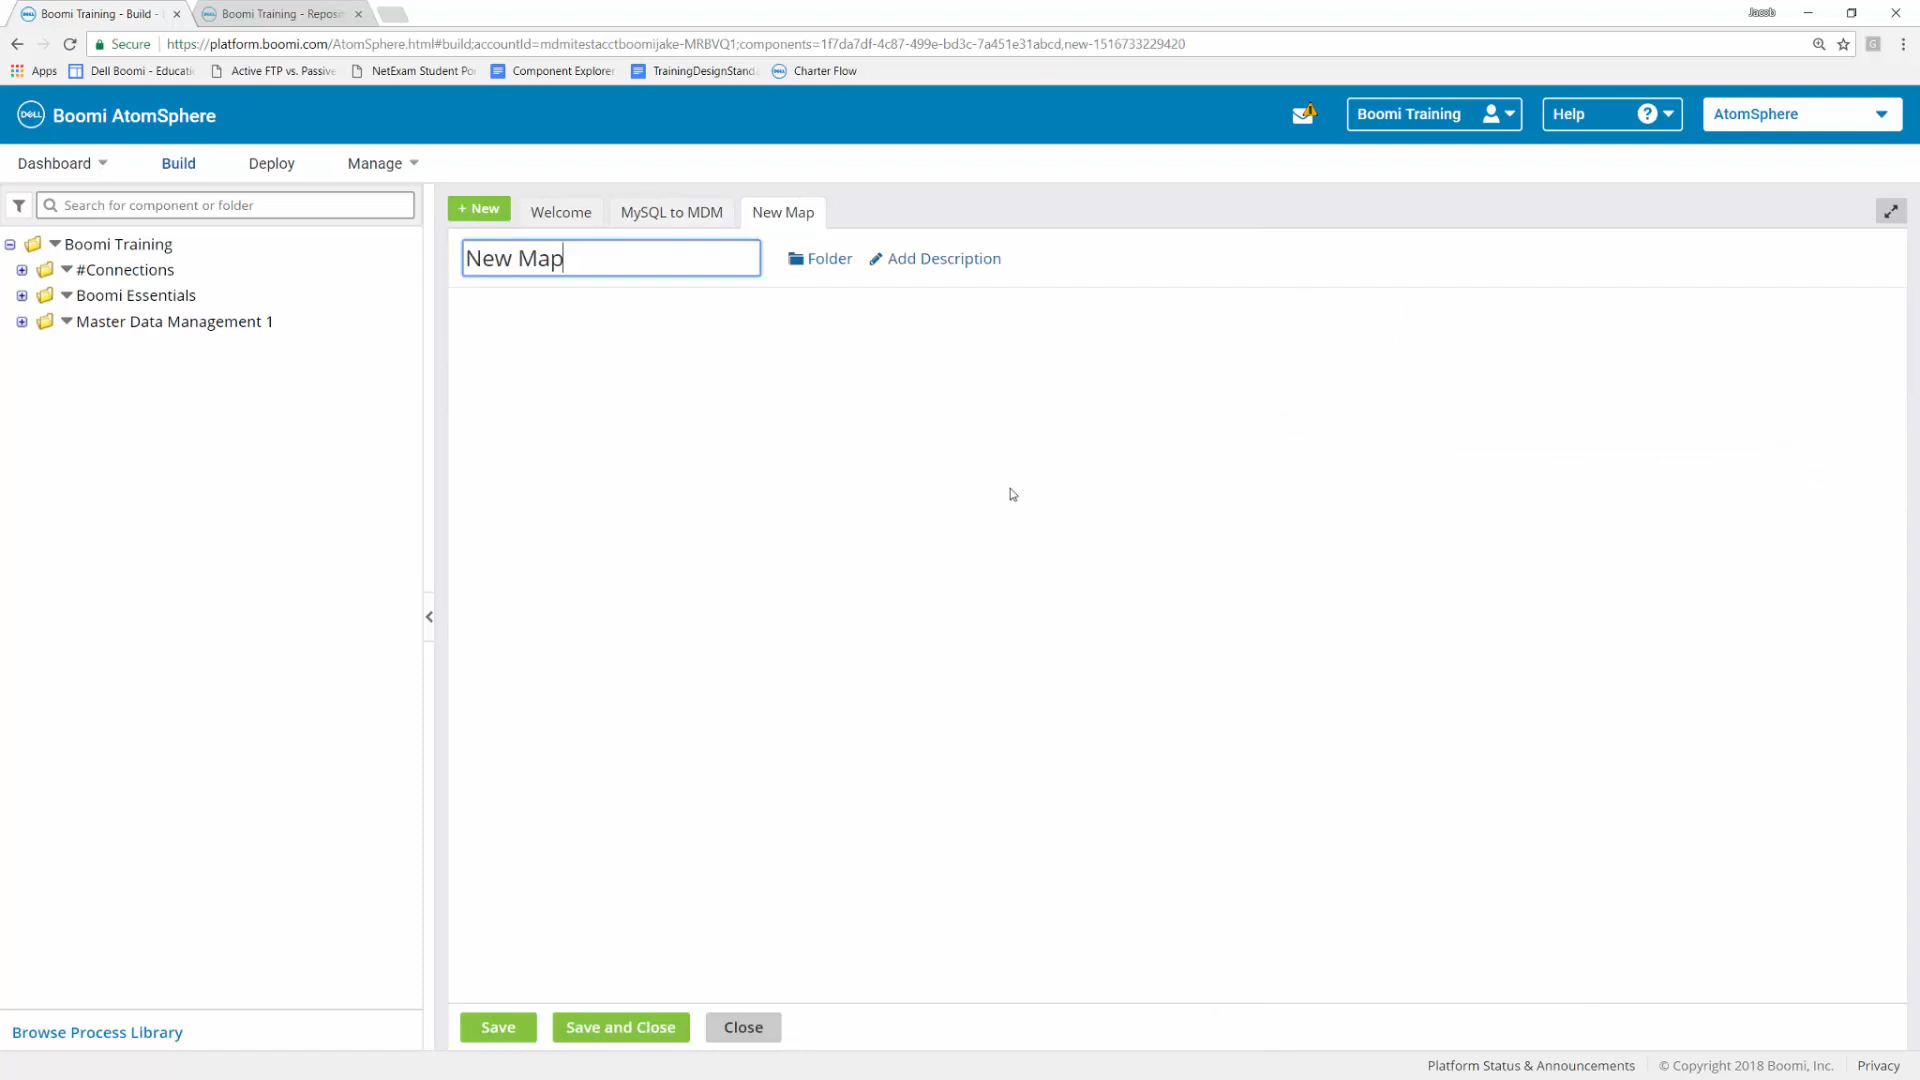 Boomi Training - Build -
Boomi Training - Reposi
Jacob
Secure
https://platform.boomi.com/AtomSphere.html#build;accountId=mdmitestacctboomijake-MRBVQ1;components=1f7da7df-4c87-499e-bd3c-7a451e31abcd,new-1516733229420
Apps
Dell Boomi - Educati
Active FTP vs. Passive
NetExam Student Po
Component Explorer
TrainingDesignStand
Charter Flow
DELL
Boomi AtomSphere
Boomi Training
Help
?
AtomSphere
Dashboard
Build
Deploy
Manage
Search for component or folder
+ New
Welcome
MySQL to MDM
New Map
Boomi Training
#Connections
Boomi Essentials
Master Data Management 1
New Map
Folder
Add Description
Save
Save and Close
Close
Browse Process Library
Platform Status & Announcements
© Copyright 2018 Boomi, Inc.
Privacy